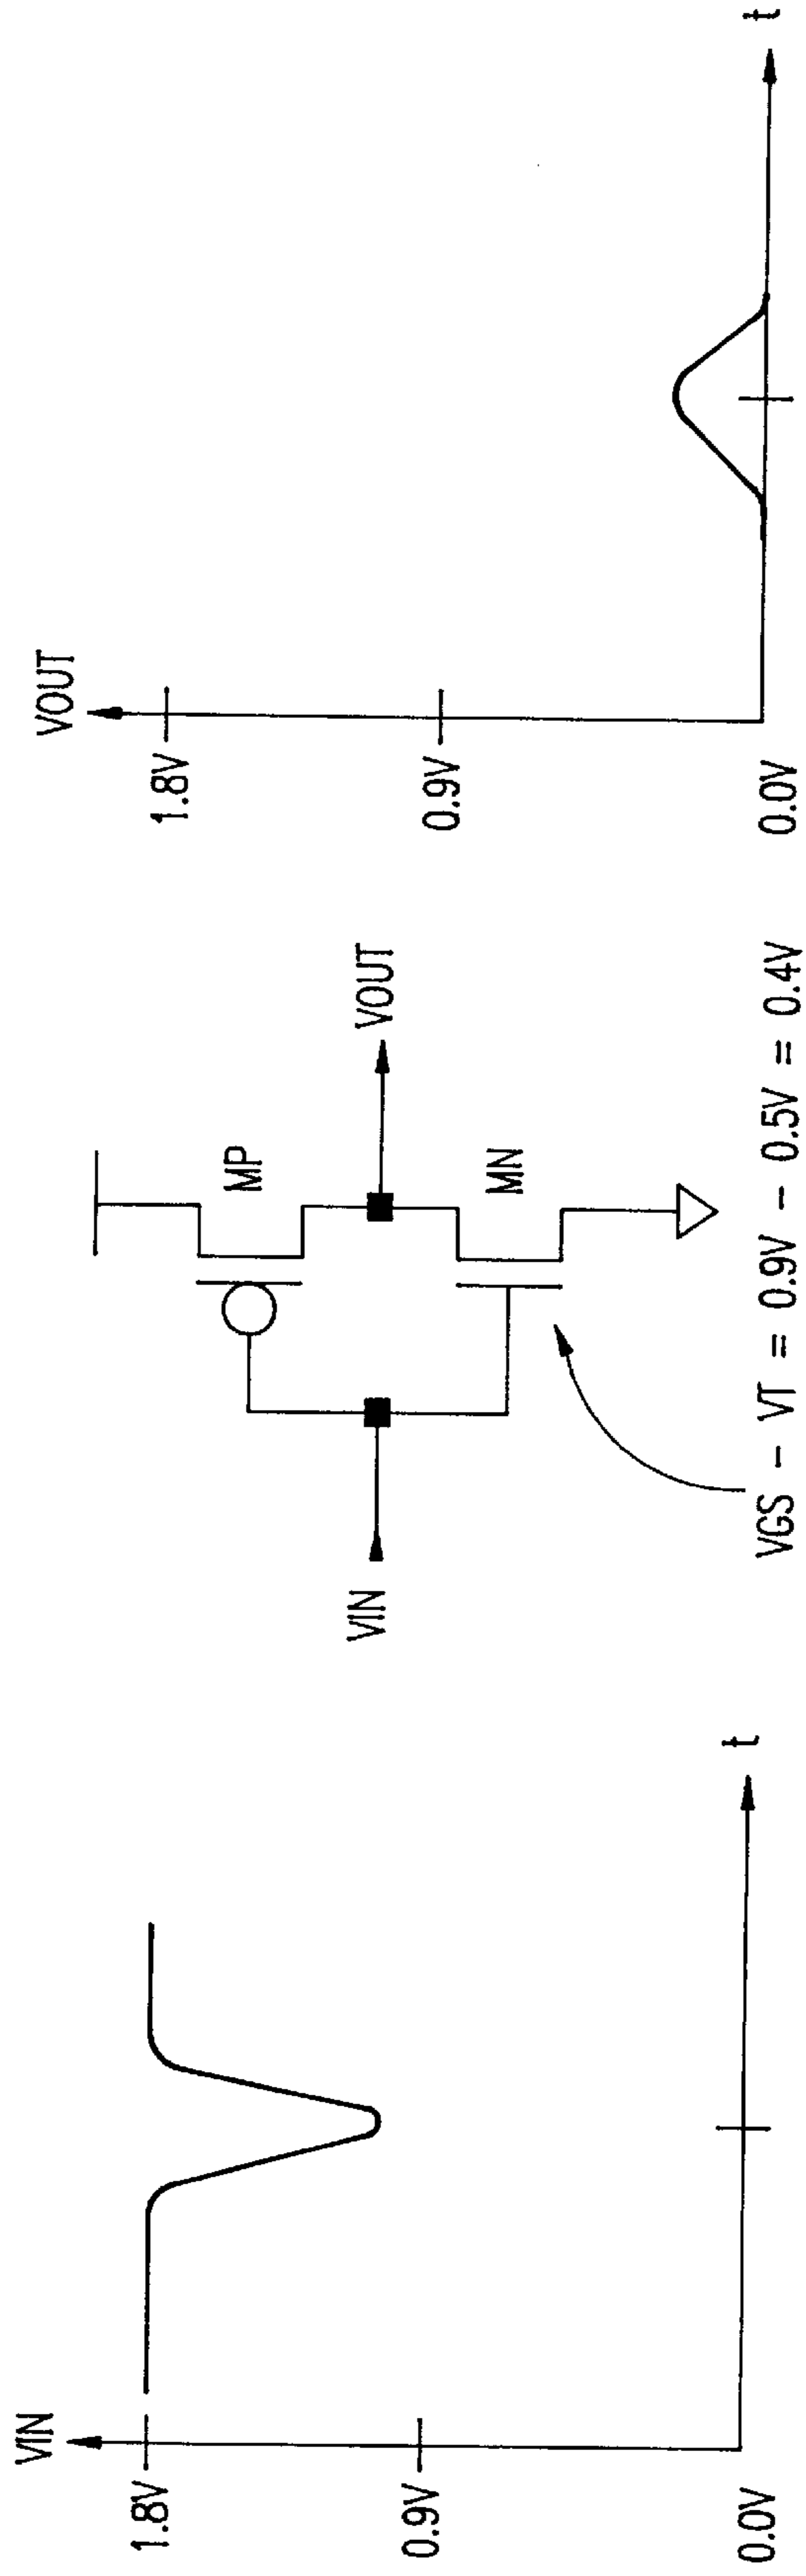 VIN
1.8V
0.9V
0.0V
t
VIN
MP
VOUT
MN
VGS - VT = 0.9V - 0.5V = 0.4V
VOUT
1.8V
0.9V
0.0V
t